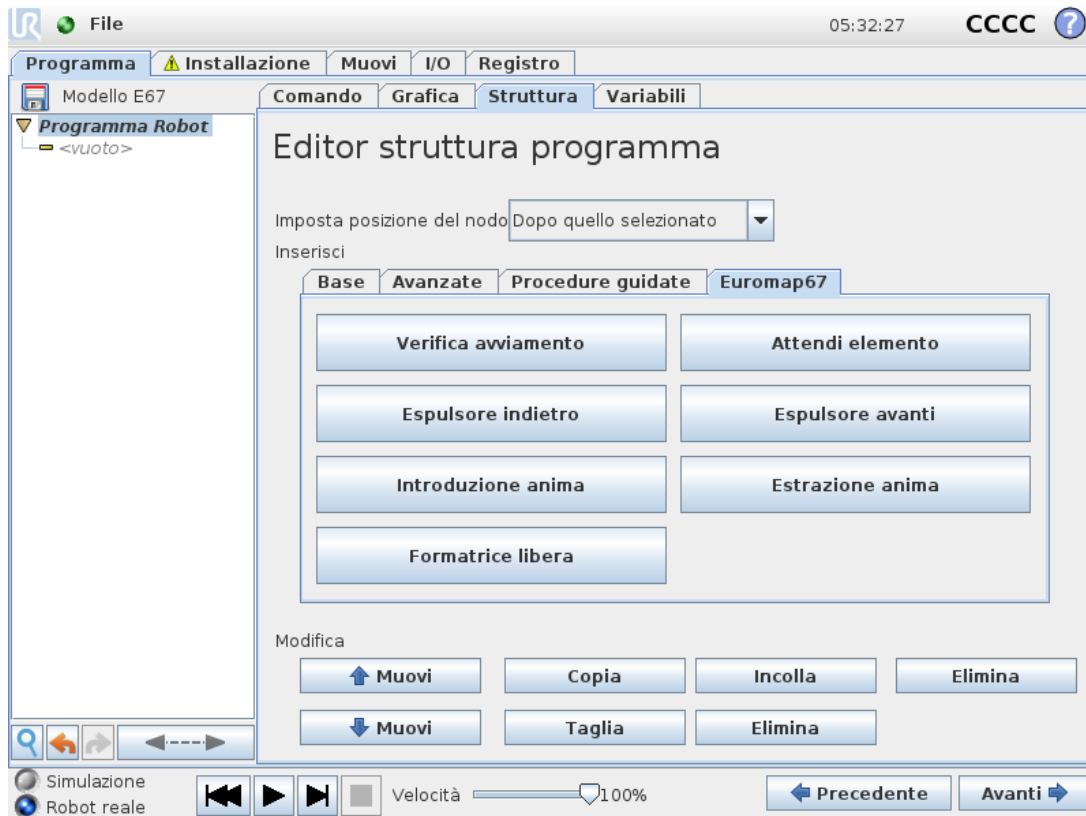 UR File 05:32:27 CCCC ?
Programma Installazione Muovi I/O Registro
Modello E67 Comando Grafica Struttura Variabili
Programma Robot
<vuoto>
Editor struttura programma
Imposta posizione del nodo Dopo quello selezionato
Inserisci
Base Avanzate Procedure guidate Euromap67
Verifica avviamento Attendi elemento
Espulsore indietro Espulsore avanti
Introduzione anima Estrazione anima
Formatrice libera
Modifica
Muovi Copia Incolla Elimina
Muovi Taglia Elimina
Simulazione
Robot reale
Velocità 100% Precedente Avanti